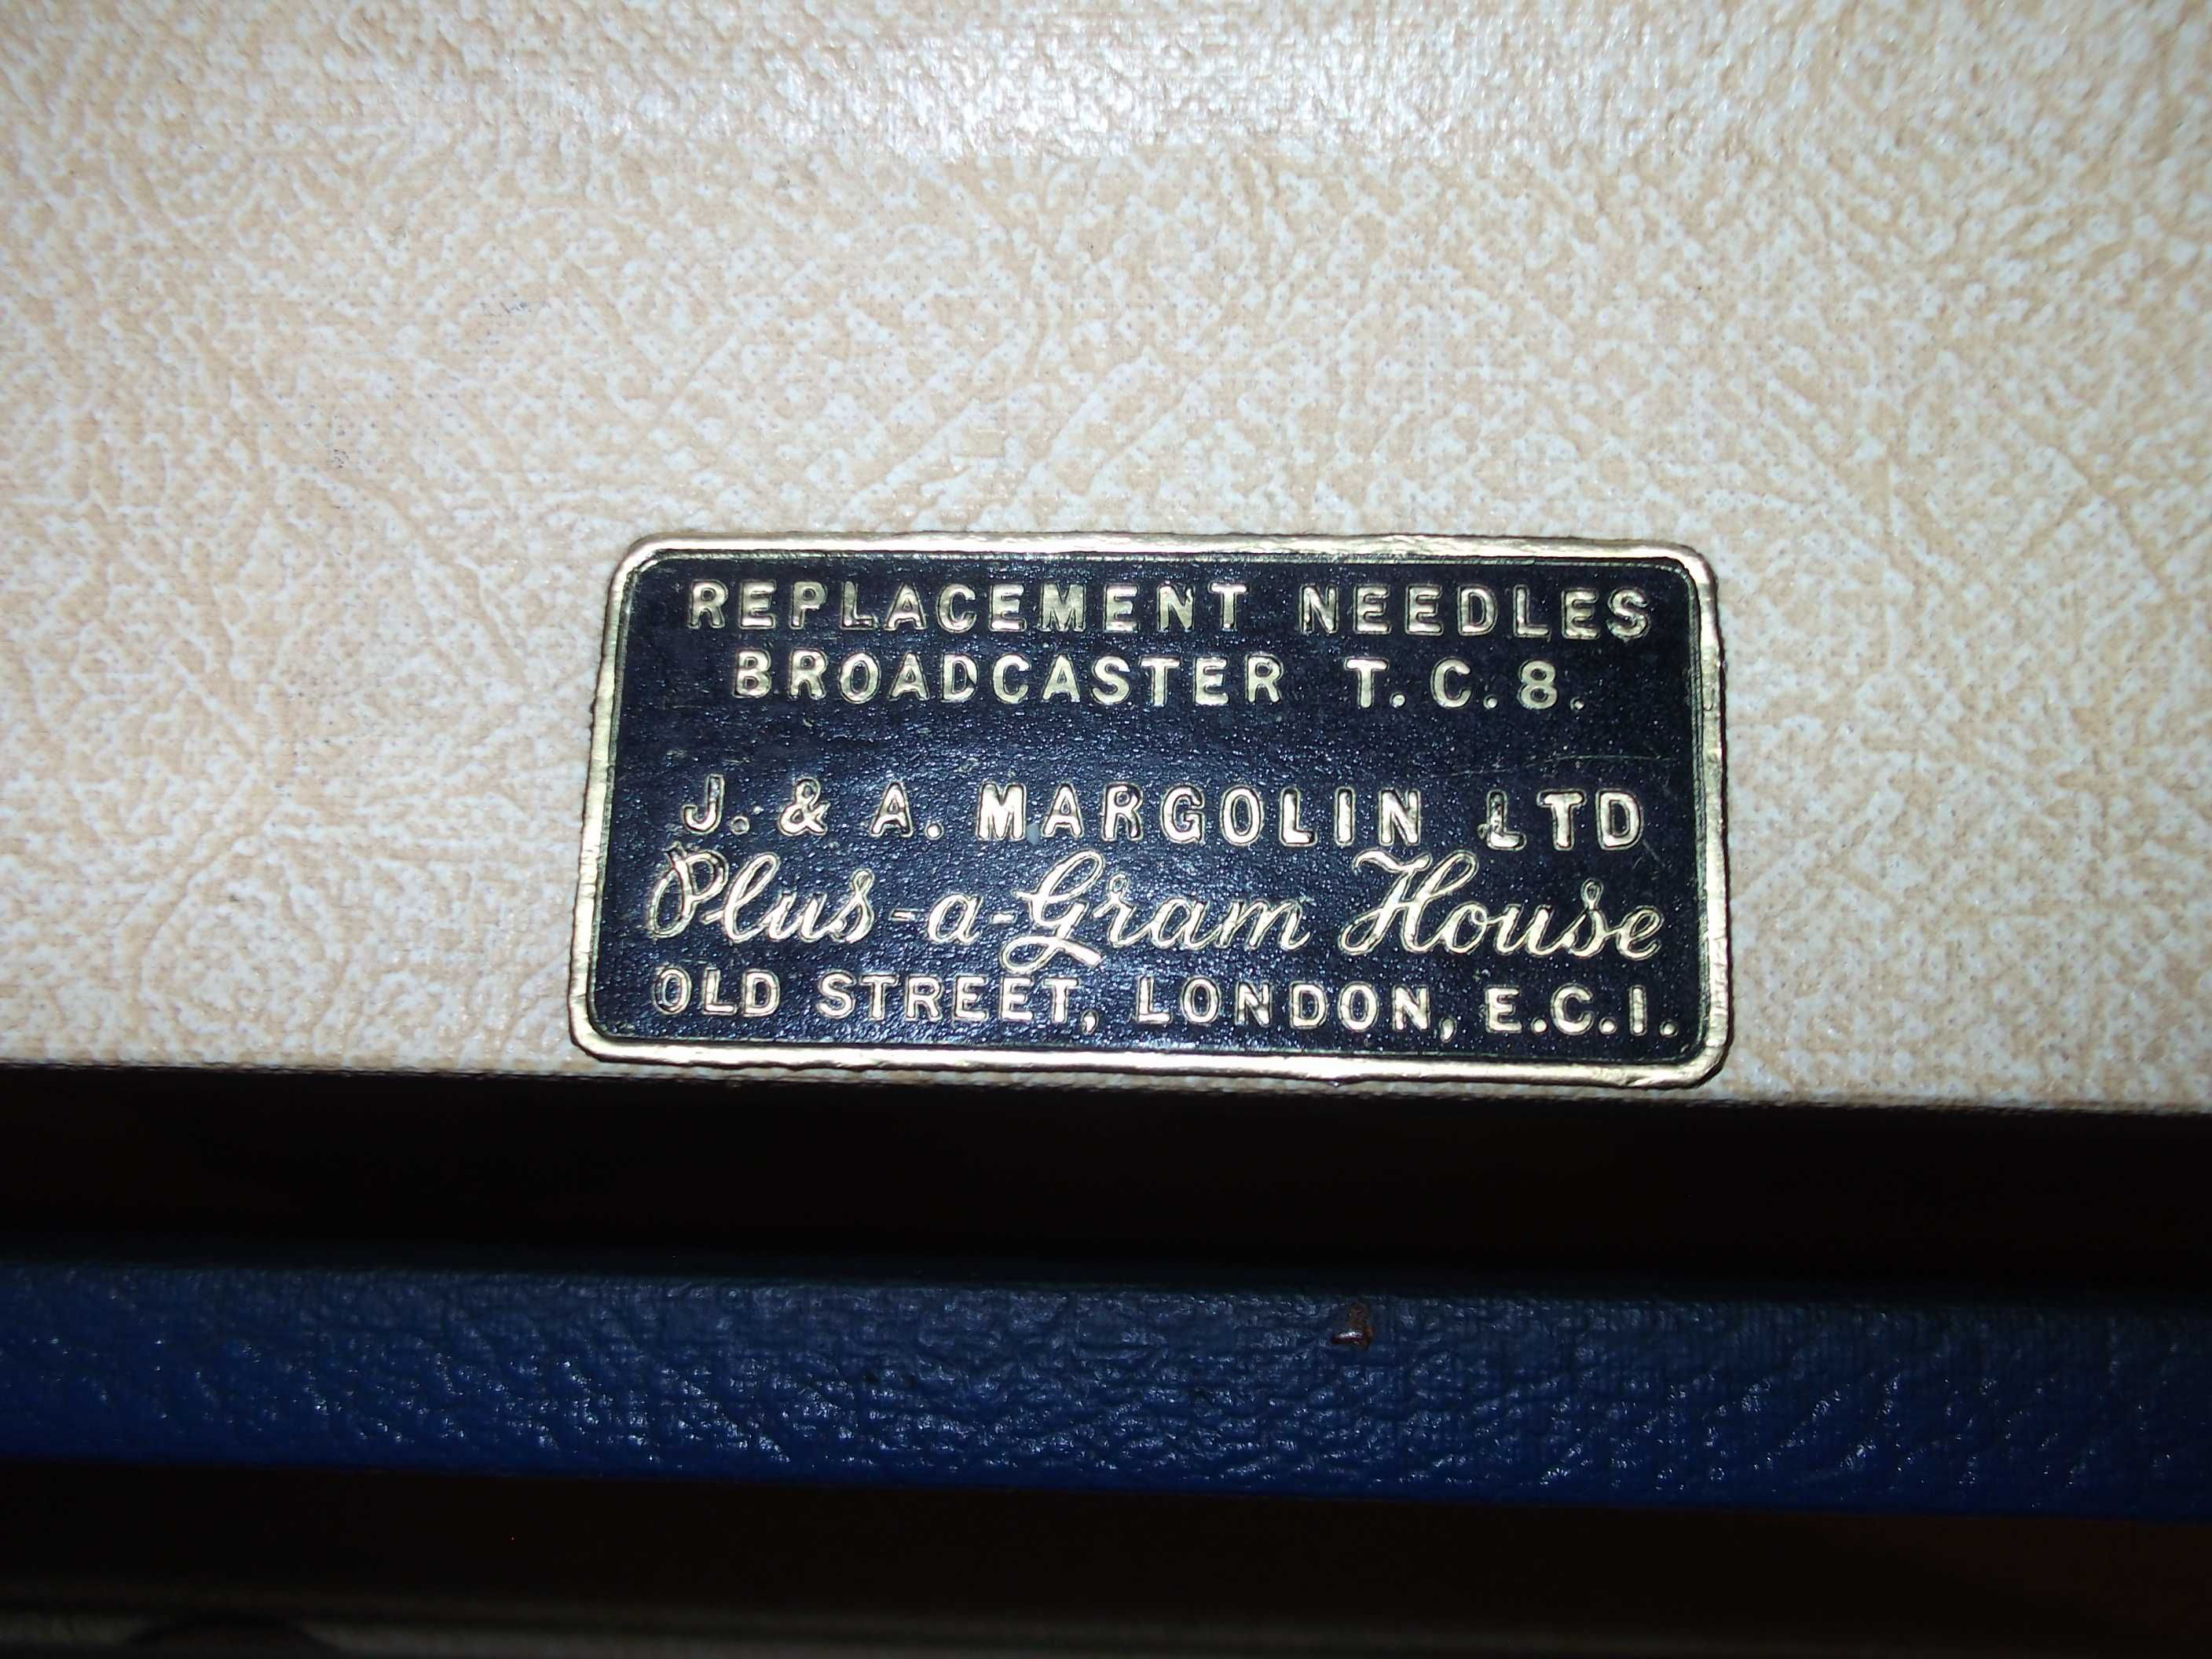 REPLACEMENT NEEDLES
BROADCASTER T.C.8.
J. & A. MARGOLIN LTD
Plus-a-Gram House
OLD STREET, LONDON, E.C.1.